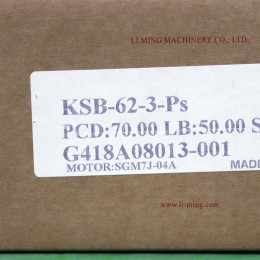 LI MING MACHINERY CO., LTD.
KSB-62-3-Ps
PCD:70.00 LB:50.00 S
G418A08013-001
MOTOR:SGM7J-04A MADE
www.li-ming.com